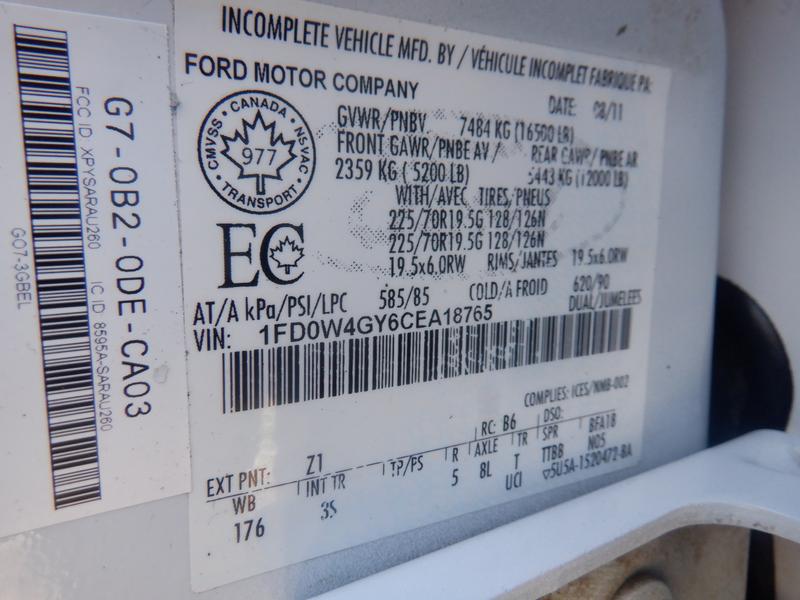 INCOMPLETE VEHICLE MFD. BY / VÉHICULE INCOMPLET FABRIQUÉ PAR:
FORD MOTOR COMPANY
DATE: 08/11
CMVSS • CANADA • NSVAC
977
• TRANSPORT •
EC
GVWR/PNBV 7484 KG (16500 LB)
FRONT GAWR/PNBE AV / REAR GAWR/PNBE AR
2359 KG (5200 LB) 5443 KG (12000 LB)
WITH/AVEC TIRES/PNEUS
225/70R19.5G 128/126N
225/70R19.5G 128/126N
19.5x6.0RW RIMS/JANTES 19.5x6.0RW
AT/A kPa/PSI/LPC 585/85 COLD/A FROID 620/90
DUAL/JUMELEES
VIN: 1FD0W4GY6CEA18765
COMPLIES: ICES/NMB-002
EXT PNT: Z1 RC: B6 DSO:
WB INT TR TP/PS R AXLE TR SPR BFA1B
176 3S 5 8L T TTBB N05
UCI ▽5U5A-1520472-BA
G7-0B2-0DE-CA03
FCC ID: XPYSARAU260 IC ID 8595A-SARAU260
G07-3GBEL